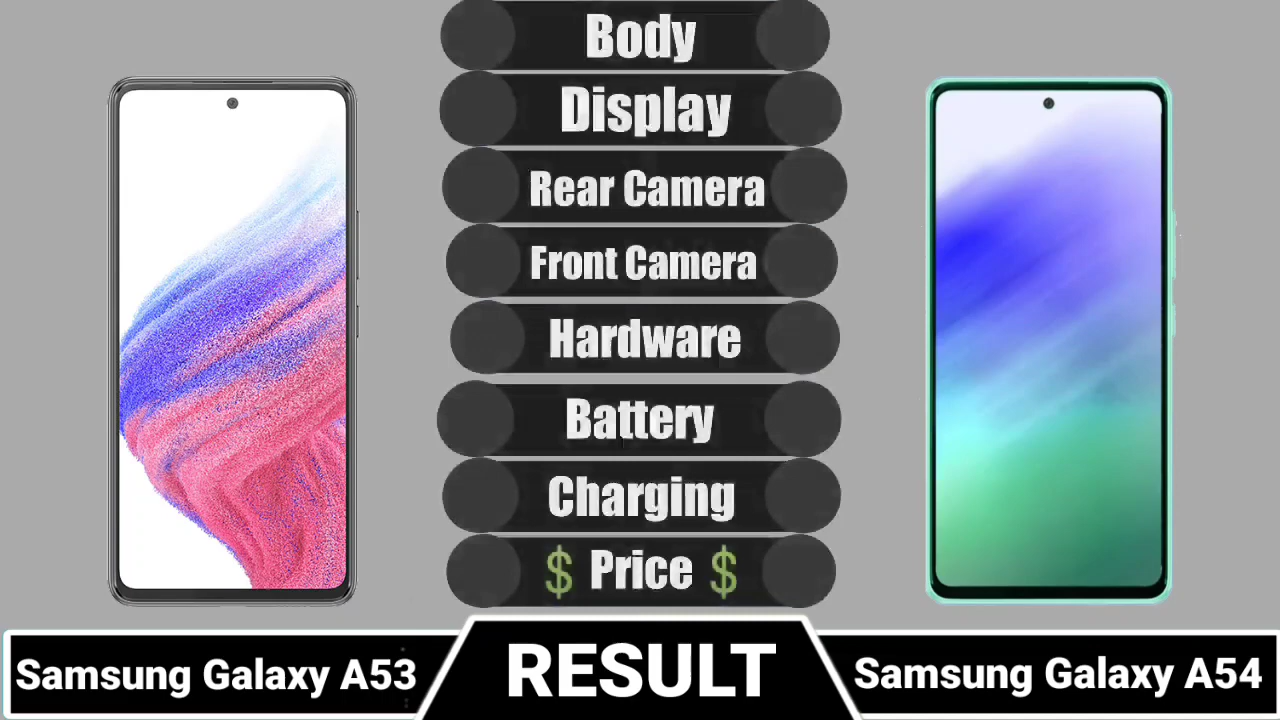 Body
Display
Rear Camera
Front Camera
Hardware
Battery
Charging
$ Price $
Samsung Galaxy A53
RESULT
Samsung Galaxy A54